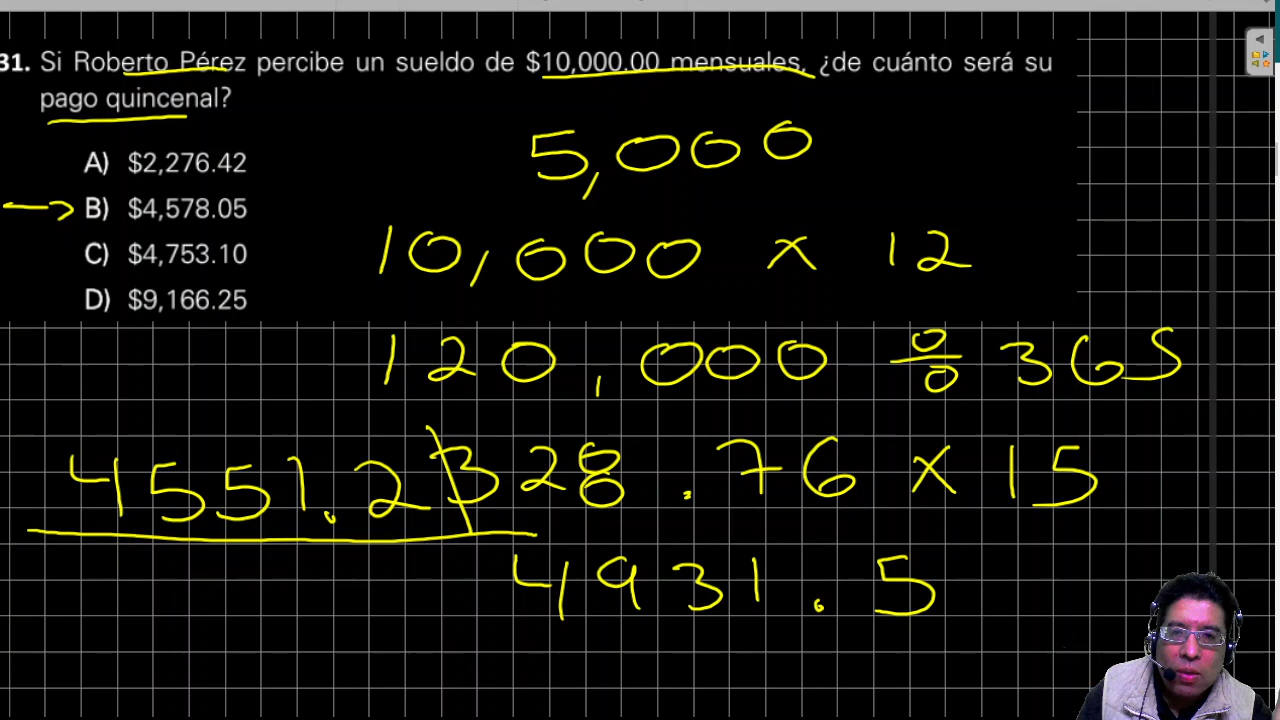 31. Si Roberto Pérez percibe un sueldo de $10,000.00 mensuales, ¿de cuánto será su
pago quincenal?
5,000
A) $2,276.42
B) $4,578.05
C) $4,753.10
D) $9,166.25
10,000 x 12
120,000 ÷ 365
4551.2
328.76 x 15
4931.5